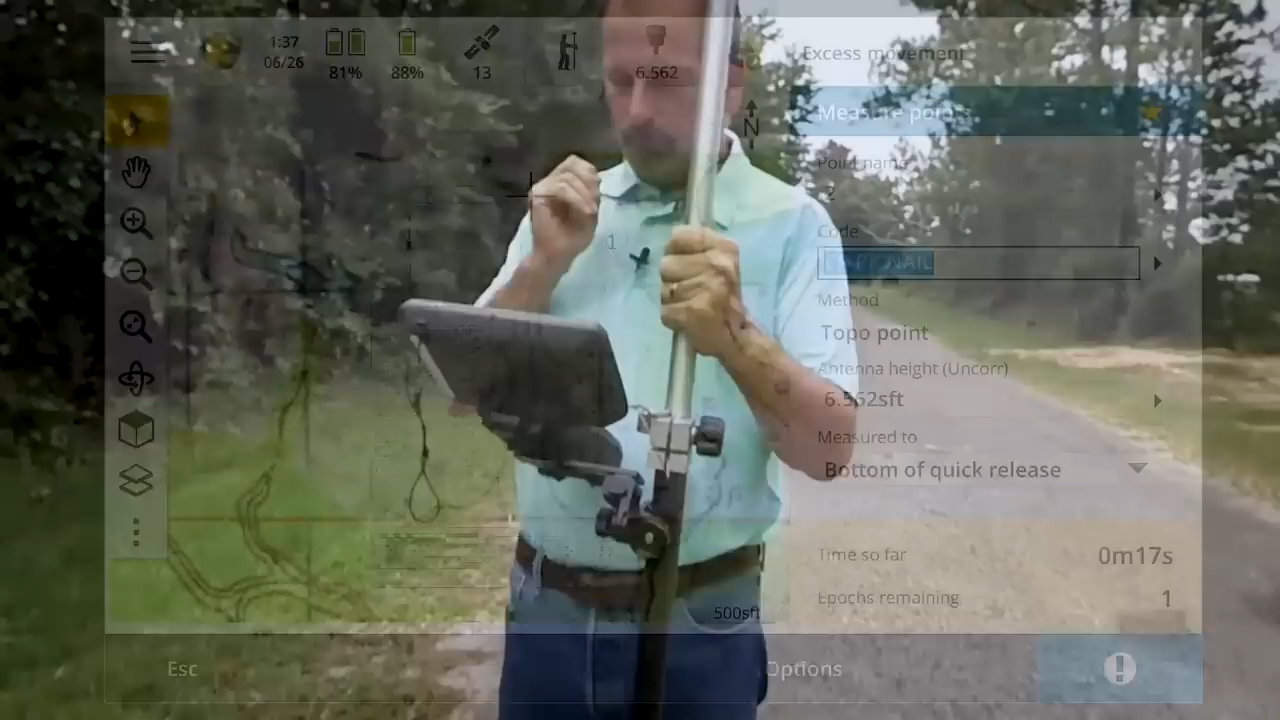 1:37
06/26
81%
88%
13
6.562
Excess movement
Measure point
N
Point name
2
Code
1
Method
Topo point
Antenna height (Uncorr)
6.562sft
Measured to
Bottom of quick release
Time so far
0m17s
Epochs remaining
1
500sft
Esc
Options